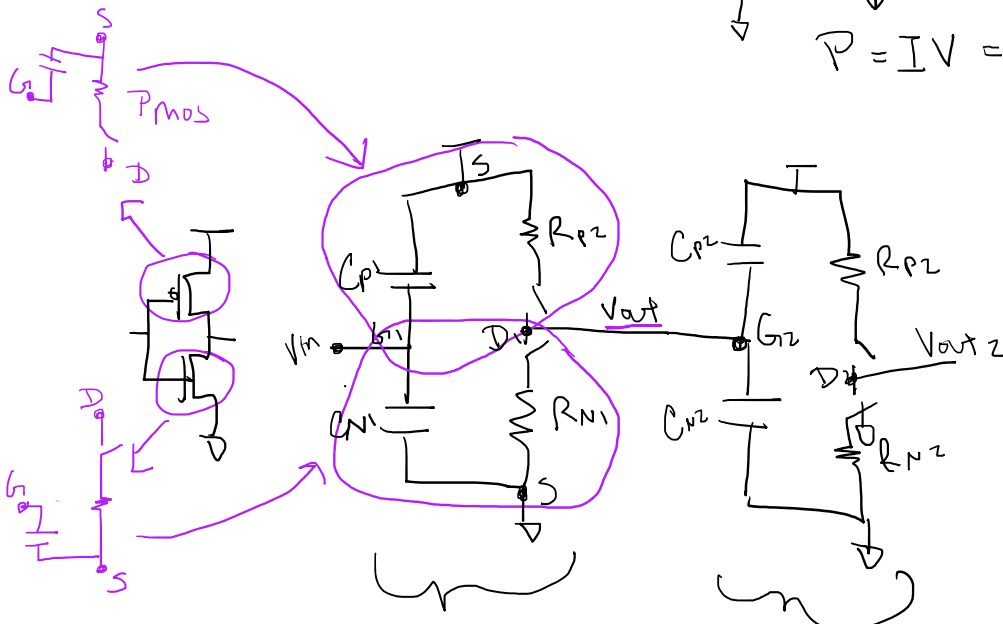 S
P = IV =
G
Pmos
D
S
Cp1
Rp2
Vin
G1
D1
Vout
CN1
RN1
S
Cp2
Rp2
G2
D2
Vout2
CN2
RN2
D
G
S